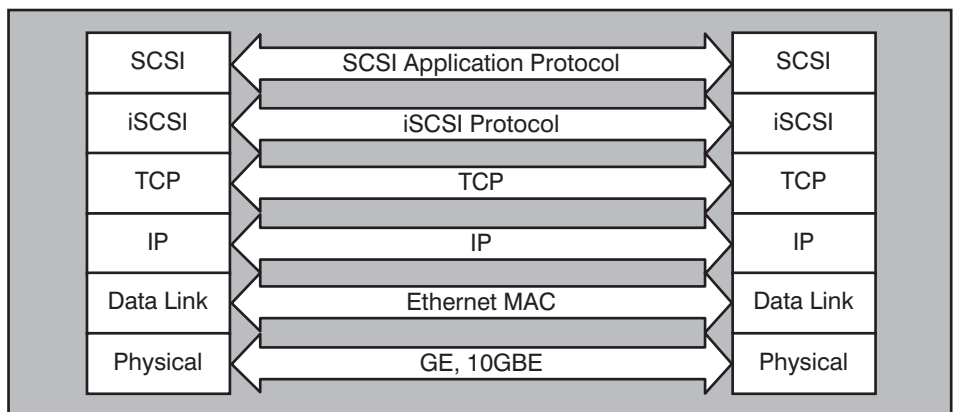 SCSI SCSI Application Protocol SCSI
iSCSI iSCSI Protocol iSCSI
TCP TCP TCP
IP IP IP
Data Link Ethernet MAC Data Link
Physical GE, 10GBE Physical